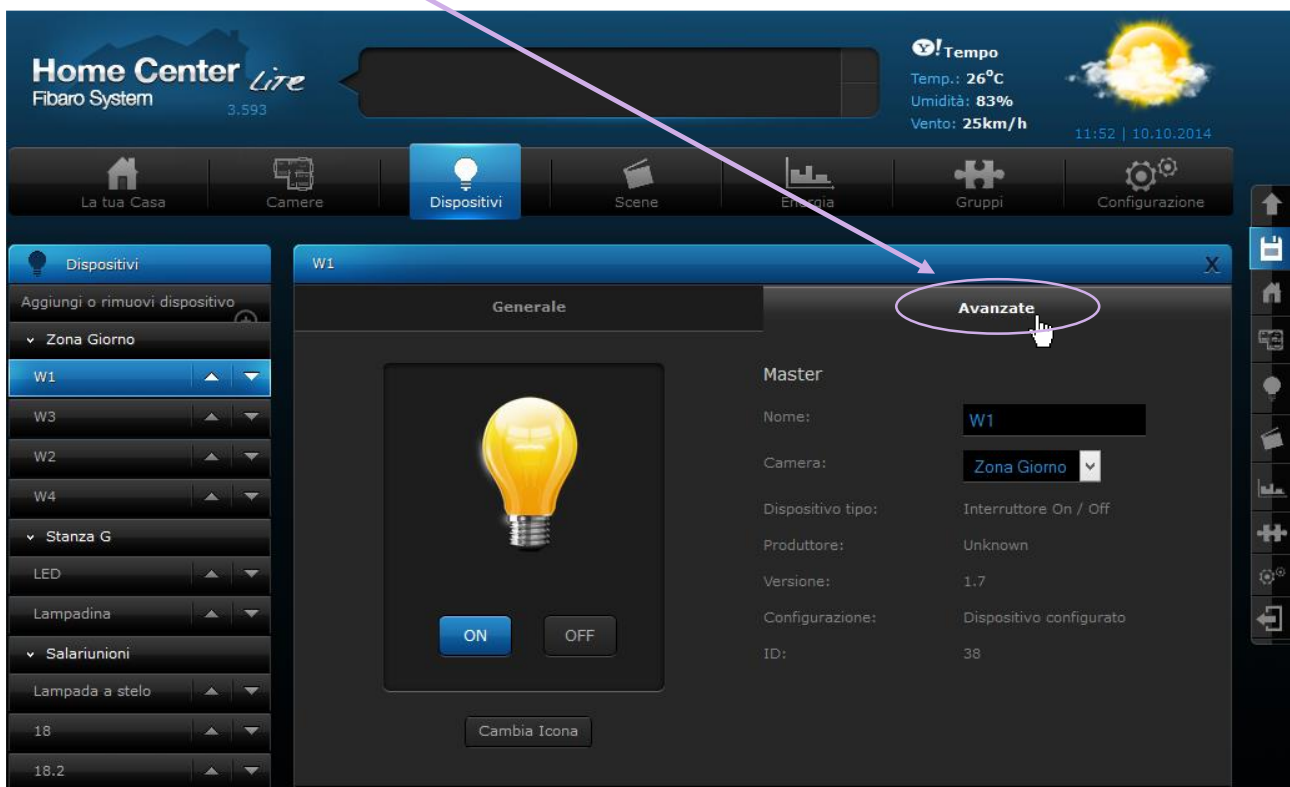 Home Center Lite
Fibaro System
3.593
Y! Tempo
Temp.: 26°C
Umidità: 83%
Vento: 25km/h
11:52 | 10.10.2014
La tua Casa
Camere
Dispositivi
Scene
Energia
Gruppi
Configurazione
Dispositivi
Aggiungi o rimuovi dispositivo
Zona Giorno
W1
W3
W2
W4
Stanza G
LED
Lampadina
Salariunioni
Lampada a stelo
18
18.2
W1
X
Generale
Avanzate
ON
OFF
Cambia Icona
Master
Nome: W1
Camera: Zona Giorno
Dispositivo tipo: Interruttore On / Off
Produttore: Unknown
Versione: 1.7
Configurazione: Dispositivo configurato
ID: 38